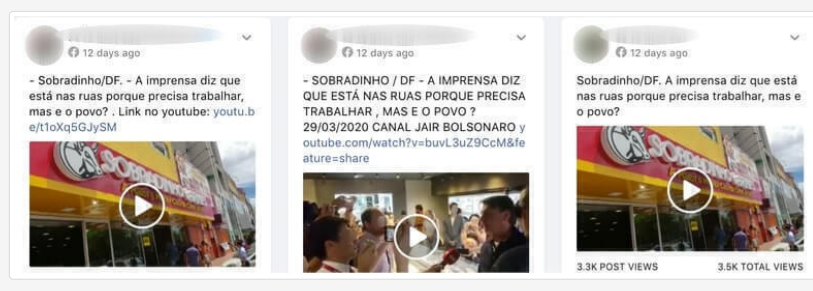 12 days ago
- Sobradinho/DF. - A imprensa diz que
está nas ruas porque precisa trabalhar,
mas e o povo? . Link no youtube: youtu.b
e/t1oXq5GJySM
SOBRA
12 days ago
- SOBRADINHO / DF - A IMPRENSA DIZ
QUE ESTÁ NAS RUAS PORQUE PRECISA
TRABALHAR , MAS E O POVO ?
29/03/2020 CANAL JAIR BOLSONARO y
outube.com/watch?v=buvL3uZ9CcM&fe
ature=share
12 days ago
Sobradinho/DF. A imprensa diz que está
nas ruas porque precisa trabalhar, mas e
o povo?
SOBRA
3.3K POST VIEWS
3.5K TOTAL VIEWS